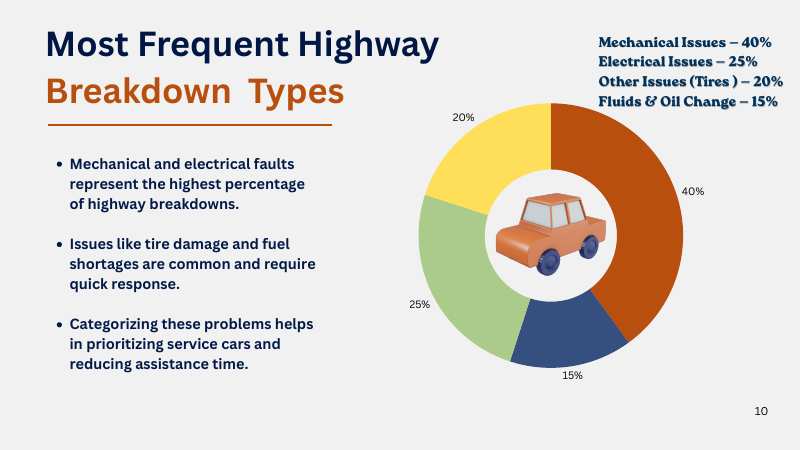 Most Frequent Highway
Breakdown Types
Mechanical Issues – 40%
Electrical Issues – 25%
Other Issues (Tires ) – 20%
Fluids & Oil Change – 15%
• Mechanical and electrical faults
represent the highest percentage
of highway breakdowns.
• Issues like tire damage and fuel
shortages are common and require
quick response.
• Categorizing these problems helps
in prioritizing service cars and
reducing assistance time.
20%
40%
25%
15%
10